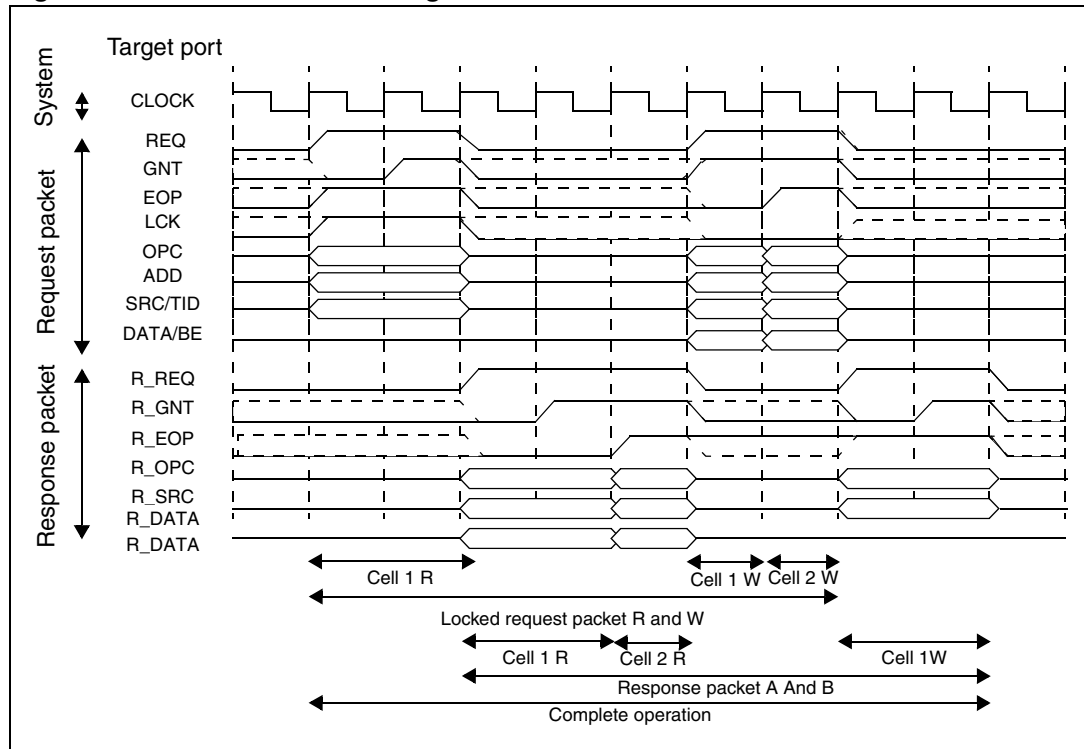 Target port
System
CLOCK
Request packet
REQ
GNT
EOP
LCK
OPC
ADD
SRC/TID
DATA/BE
Response packet
R_REQ
R_GNT
R_EOP
R_OPC
R_SRC
R_DATA
R_DATA
Cell 1 R
Cell 1 W
Cell 2 W
Locked request packet R and W
Cell 1 R
Cell 2 R
Cell 1W
Response packet A And B
Complete operation